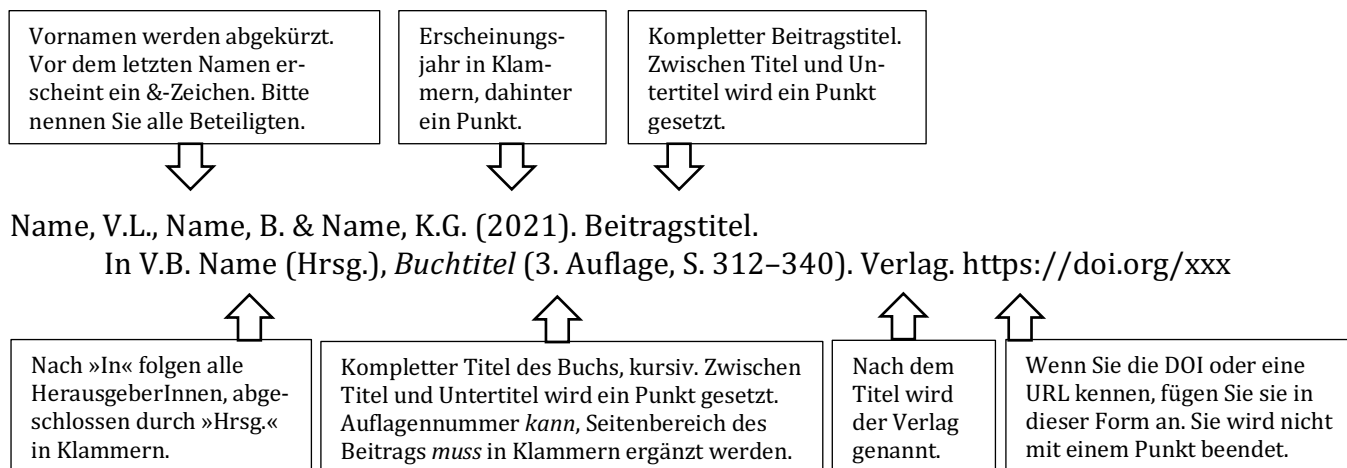 Vornamen werden abgekürzt.
Vor dem letzten Namen er-
scheint ein &-Zeichen. Bitte
nennen Sie alle Beteiligten.
Erscheinungs-
jahr in Klam-
mern, dahinter
ein Punkt.
Kompletter Beitragstitel.
Zwischen Titel und Un-
tertitel wird ein Punkt
gesetzt.
Name, V.L., Name, B. & Name, K.G. (2021). Beitragstitel.
In V.B. Name (Hrsg.), Buchtitel (3. Auflage, S. 312–340). Verlag. https://doi.org/xxx
Nach »In« folgen alle
HerausgeberInnen, abge-
schlossen durch »Hrsg.«
in Klammern.
Kompletter Titel des Buchs, kursiv. Zwischen
Titel und Untertitel wird ein Punkt gesetzt.
Auflagennummer kann, Seitenbereich des
Beitrags muss in Klammern ergänzt werden.
Nach dem
Titel wird
der Verlag
genannt.
Wenn Sie die DOI oder eine
URL kennen, fügen Sie sie in
dieser Form an. Sie wird nicht
mit einem Punkt beendet.